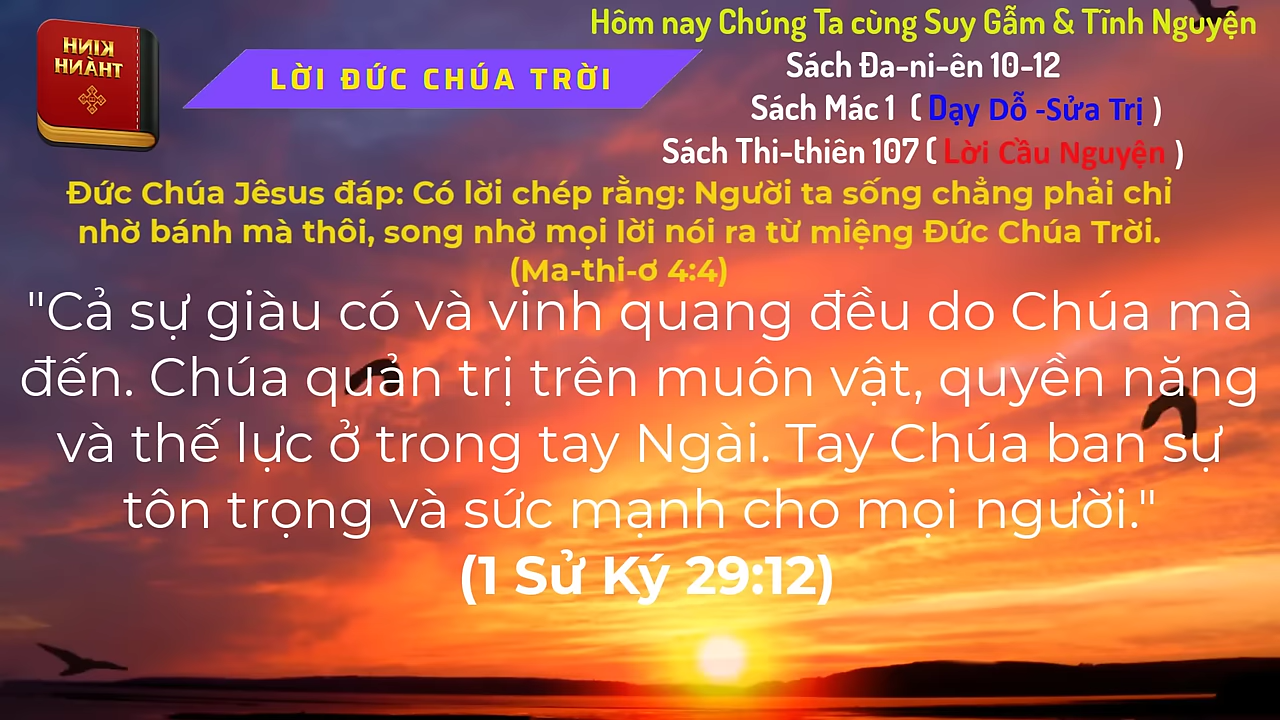 KINH
THÀNH
LỜI ĐỨC CHÚA TRỜI
Hôm nay Chúng Ta cùng Suy Gẫm & Tĩnh Nguyện
Sách Đa-ni-ên 10-12
Sách Mác 1 ( Dạy Dỗ -Sửa Trị )
Sách Thi-thiên 107 ( Lời Cầu Nguyện )
Đức Chúa Jêsus đáp: Có lời chép rằng: Người ta sống chẳng phải chỉ
nhờ bánh mà thôi, song nhờ mọi lời nói ra từ miệng Đức Chúa Trời.
(Ma-thi-ơ 4:4)
"Cả sự giàu có và vinh quang đều do Chúa mà
đến. Chúa quản trị trên muôn vật, quyền năng
và thế lực ở trong tay Ngài. Tay Chúa ban sự
tôn trọng và sức mạnh cho mọi người."
(1 Sử Ký 29:12)